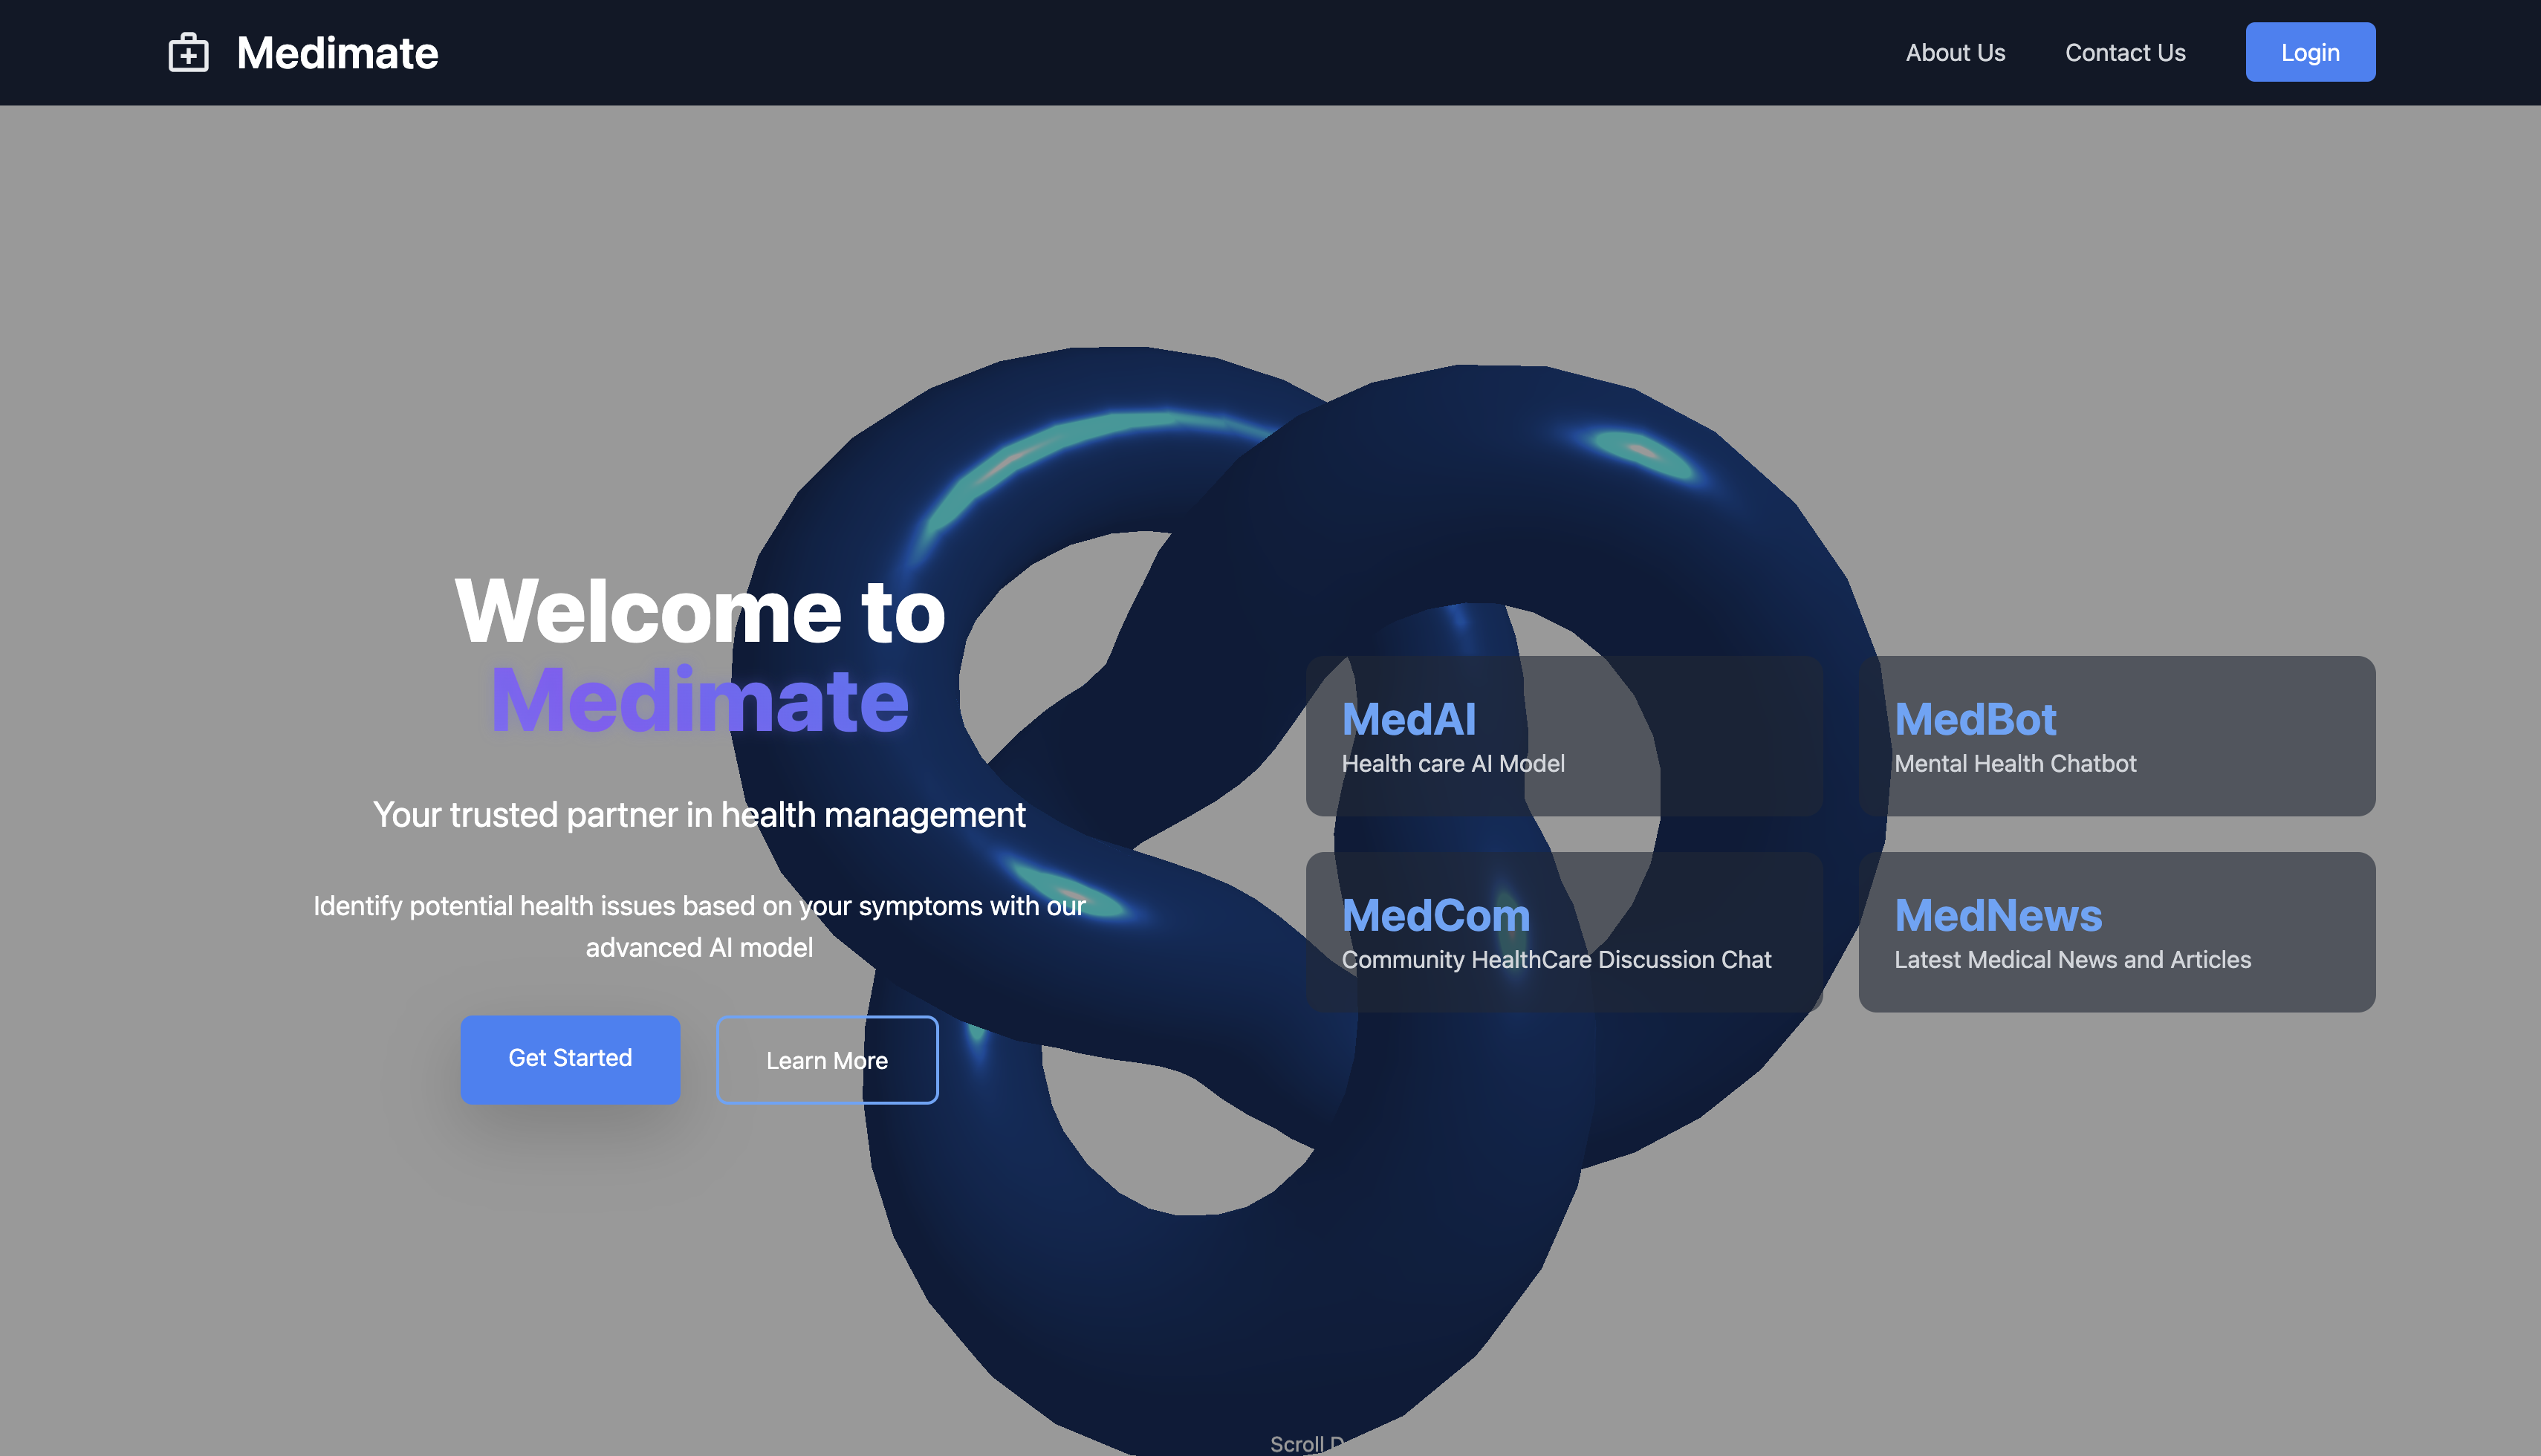 Medimate
About Us
Contact Us
Login
Welcome to
Medimate
Your trusted partner in health management
Identify potential health issues based on your symptoms with our
advanced AI model
Get Started
Learn More
MedAI
Health care AI Model
MedBot
Mental Health Chatbot
MedCom
Community HealthCare Discussion Chat
MedNews
Latest Medical News and Articles
Scroll